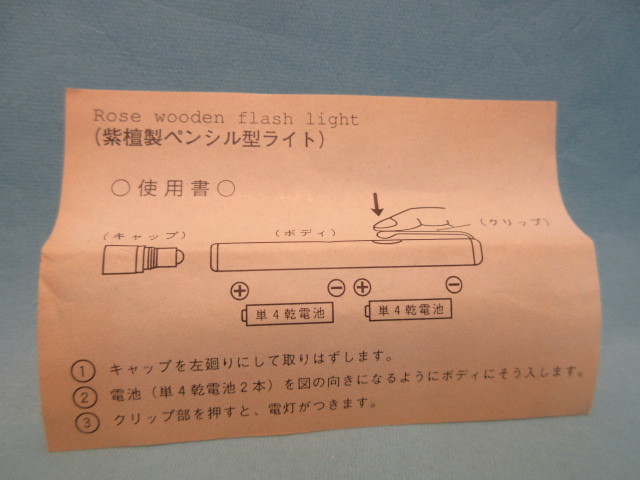 Rose wooden flash light
(紫檀製ペンシル型ライト)
○使用書○
(キャップ)
(ボディ)
(クリップ)
⊕ ⊖ ⊕ ⊖
単4乾電池 単4乾電池
① キャップを左廻りにして取りはずします。
② 電池(単4乾電池2本)を図の向きになるようにボディにそう入します。
③ クリップ部を押すと、電灯がつきます。